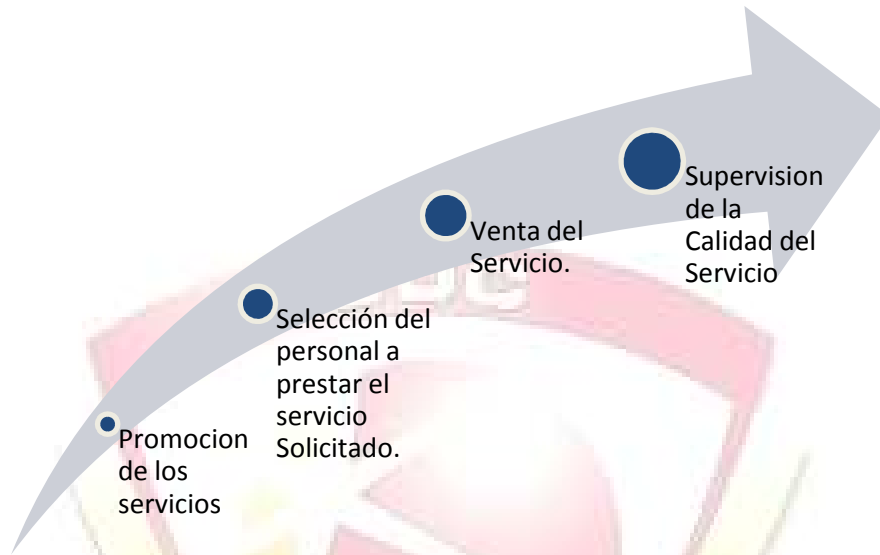 Promocion
de los
servicios
Selección del
personal a
prestar el
servicio
Solicitado.
Venta del
Servicio.
Supervision
de la
Calidad del
Servicio